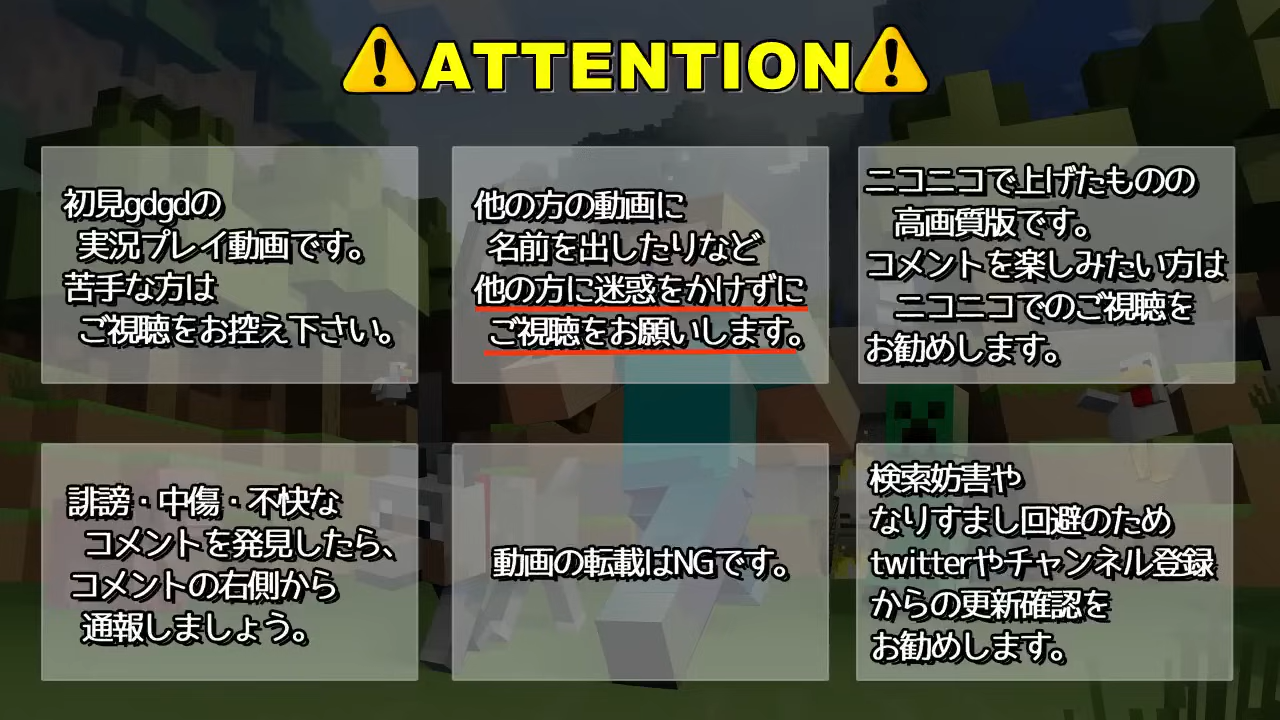 ⚠ATTENTION⚠
初見gdgdの
実況プレイ動画です。
苦手な方は
ご視聴をお控え下さい。
他の方の動画に
名前を出したりなど
他の方に迷惑をかけずに
ご視聴をお願いします。
ニコニコで上げたものの
高画質版です。
コメントを楽しみたい方は
ニコニコでのご視聴を
お勧めします。
誹謗・中傷・不快な
コメントを発見したら、
コメントの右側から
通報しましょう。
動画の転載はNGです。
検索妨害や
なりすまし回避のため
twitterやチャンネル登録
からの更新確認を
お勧めします。